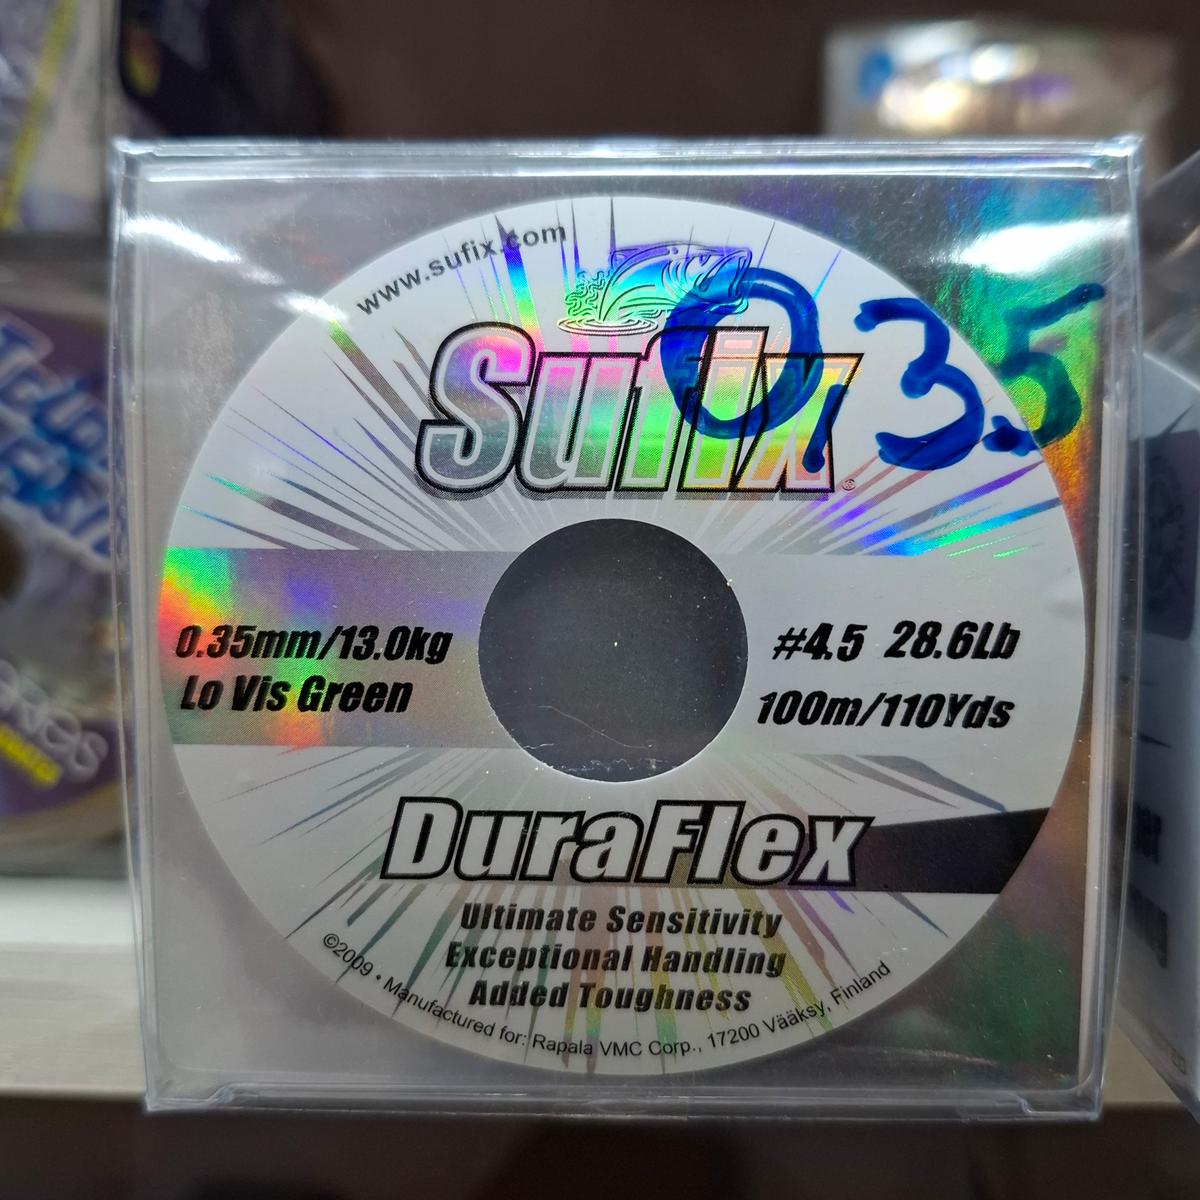 www.sufix.com
Sufix®
0,35
0.35mm/13.0kg
Lo Vis Green
#4.5 28.6Lb
100m/110Yds
DuraFlex
Ultimate Sensitivity
Exceptional Handling
Added Toughness
©2009 • Manufactured for: Rapala VMC Corp., 17200 Vääksy, Finland